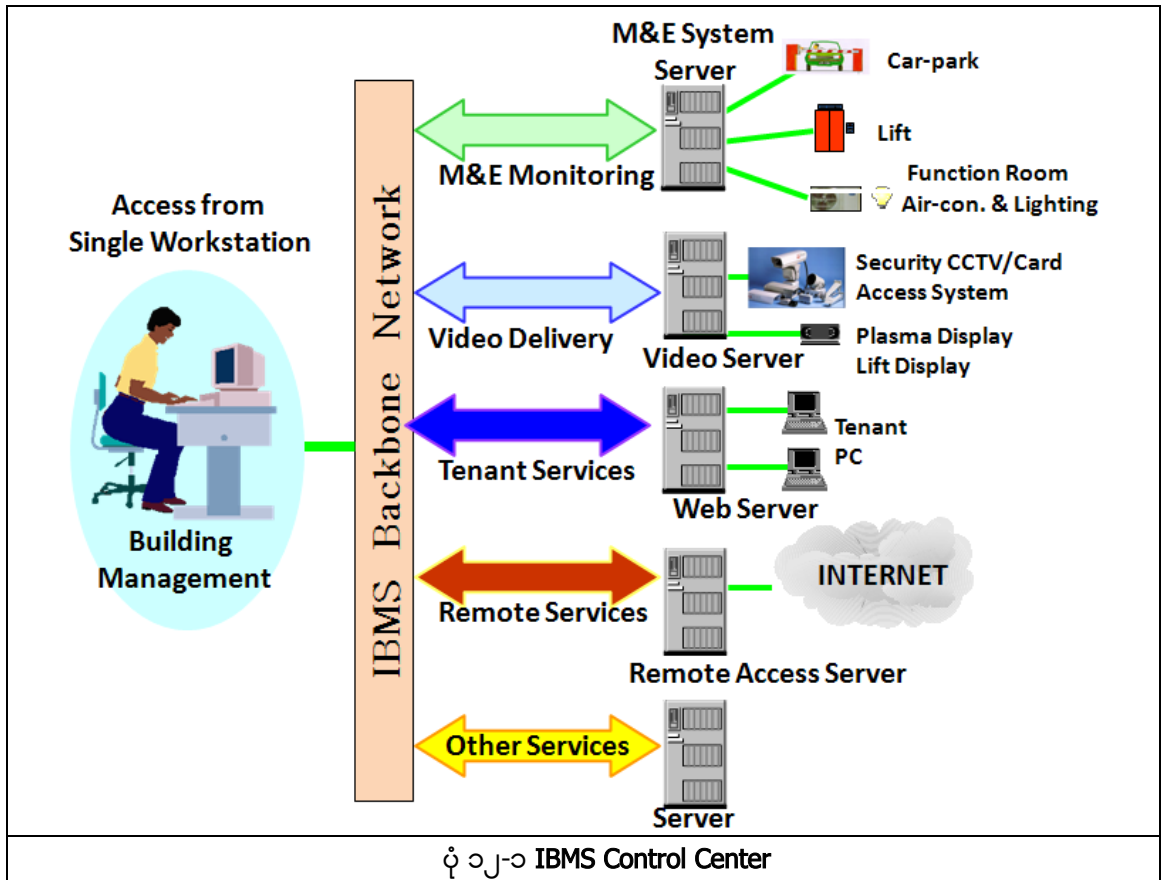 M&E System
Server
Car-park
Lift
M&E Monitoring
Function Room
Air-con. & Lighting
Access from
Single Workstation
IBMS Backbone Network
Security CCTV/Card
Access System
Video Delivery
Video Server
Plasma Display
Lift Display
Tenant
PC
Tenant Services
Web Server
Building
Management
INTERNET
Remote Services
Remote Access Server
Other Services
Server
ပုံ ၁၂-၁ IBMS Control Center